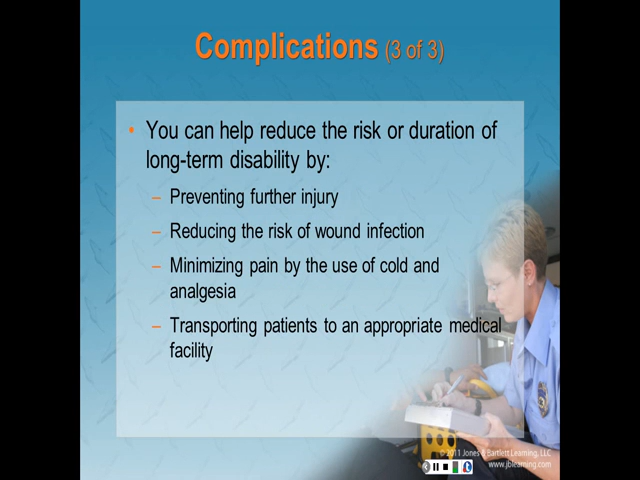 Complications (3 of 3)
• You can help reduce the risk or duration of
long-term disability by:
– Preventing further injury
– Reducing the risk of wound infection
– Minimizing pain by the use of cold and
analgesia
– Transporting patients to an appropriate medical
facility
© 2011 Jones & Bartlett Learning, LLC
www.jblearning.com